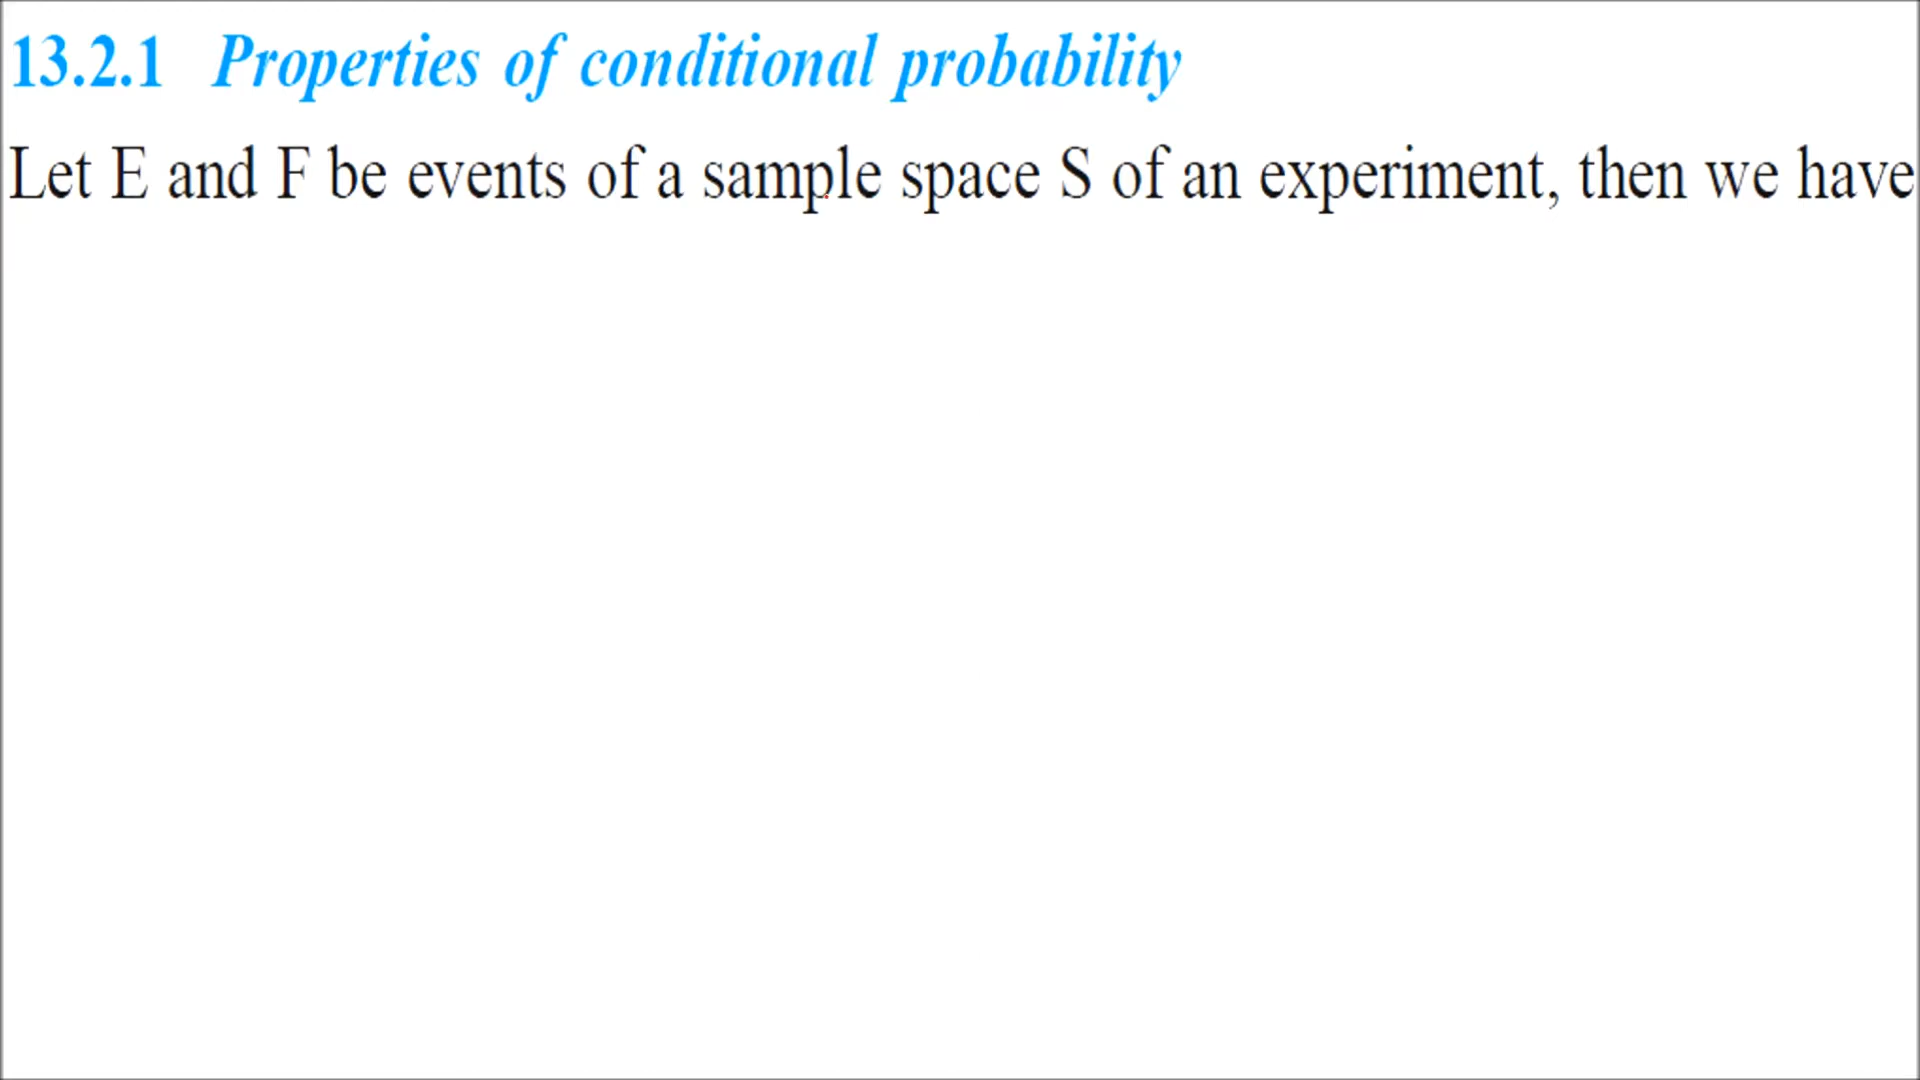 13.2.1 Properties of conditional probability
Let E and F be events of a sample space S of an experiment, then we have